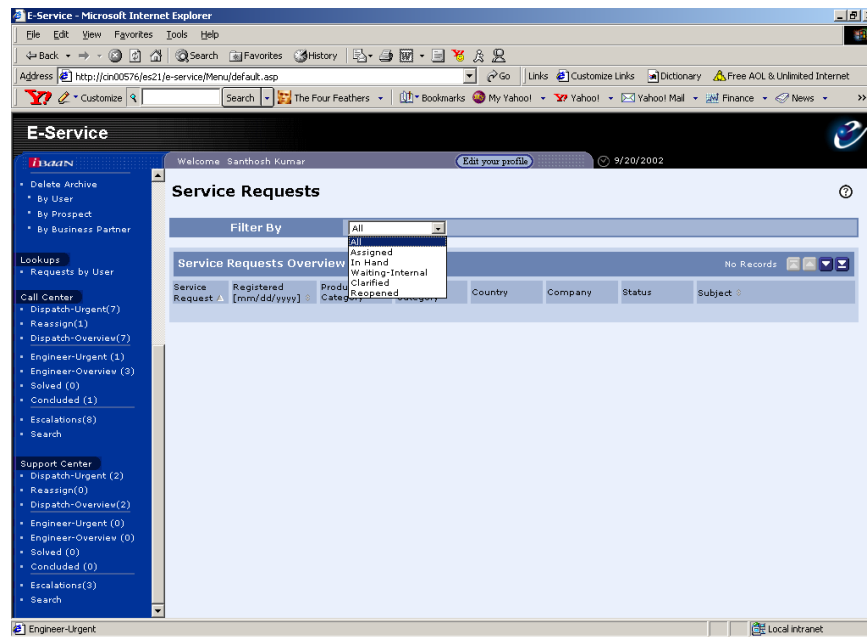 E-Service - Microsoft Internet Explorer
File Edit View Favorites Tools Help
Back Search Favorites History
Address http://cin00576/es21/e-service/Menu/default.asp Go Links Customize Links Dictionary Free AOL & Unlimited Internet
Y? Customize Search The Four Feathers Bookmarks My Yahoo! Yahoo! Yahoo! Mail Finance News »
E-Service
iBaan Welcome Santhosh Kumar Edit your profile 9/20/2002
Delete Archive
By User
By Prospect
By Business Partner
Lookups
Requests by User
Call Center
Dispatch-Urgent(7)
Reassign(1)
Dispatch-Overview(7)
Engineer-Urgent (1)
Engineer-Overview (3)
Solved (0)
Concluded (1)
Escalations(8)
Search
Support Center
Dispatch-Urgent (2)
Reassign(0)
Dispatch-Overview(2)
Engineer-Urgent (0)
Engineer-Overview (0)
Solved (0)
Concluded (0)
Escalations(3)
Search
Service Requests
Filter By All
All
Assigned
In Hand
Waiting-Internal
Clarified
Reopened
Service Requests Overview No Records
Service Registered Country Company Status Subject
Request [mm/dd/yyyy]
Engineer-Urgent Local intranet